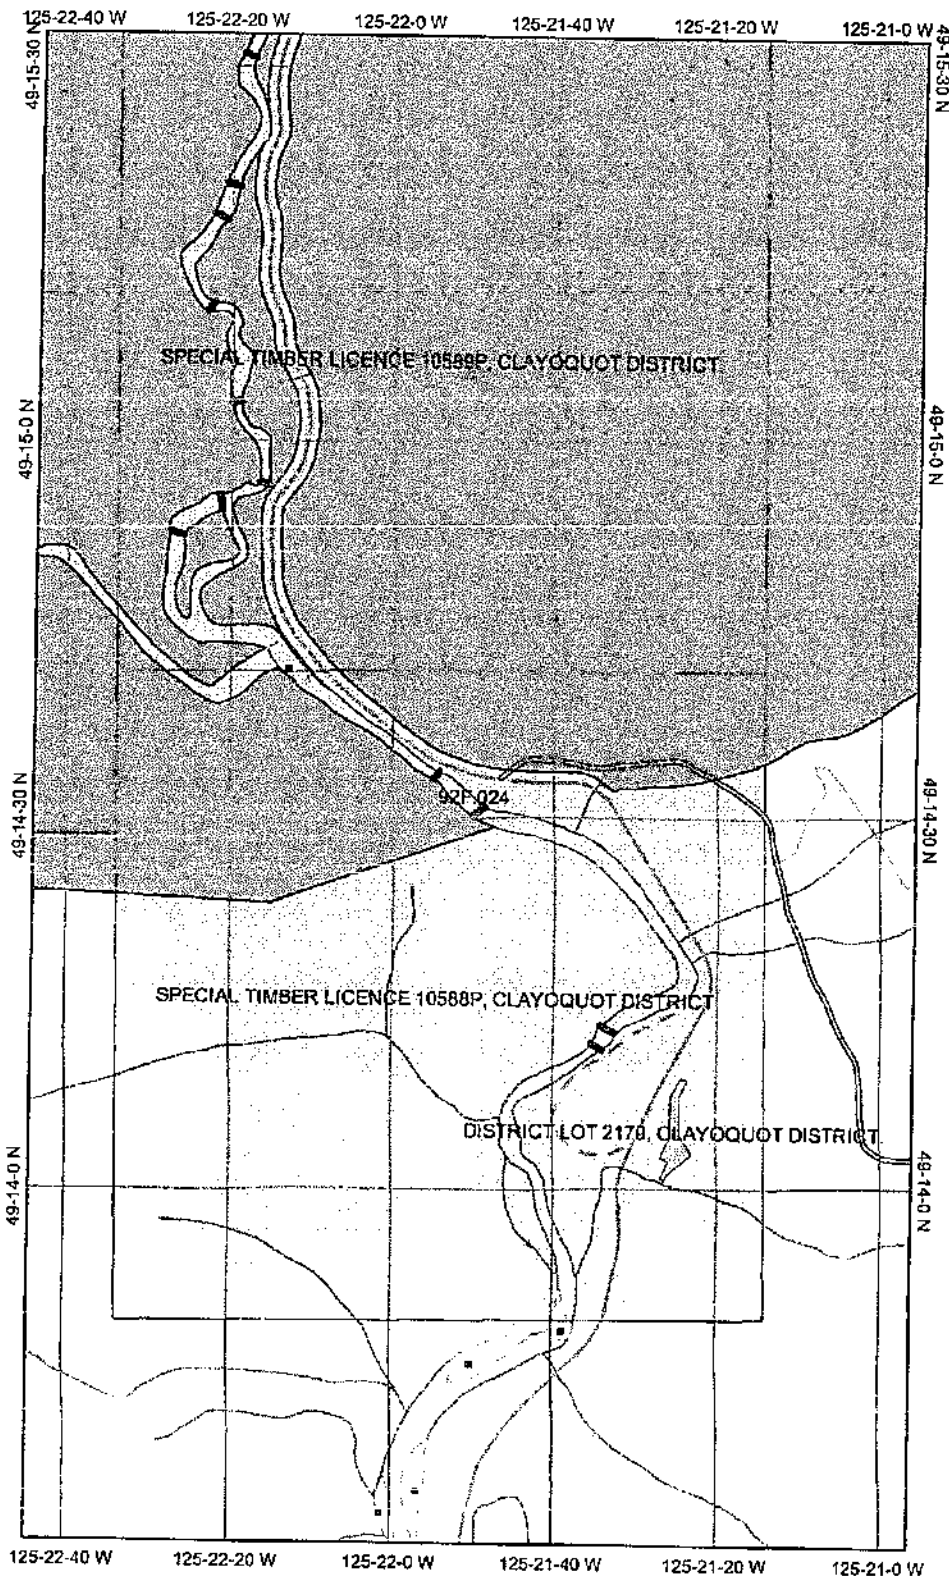 125-22-40 W 125-22-20 W 125-22-0 W 125-21-40 W 125-21-20 W 125-21-0 W
49-15-30 N
49-15-30 N
SPECIAL TIMBER LICENCE 10589P, CLAYOQUOT DISTRICT
49-15-0 N
49-15-0 N
92F.024
49-14-30 N
49-14-30 N
SPECIAL TIMBER LICENCE 10588P, CLAYOQUOT DISTRICT
DISTRICT LOT 2170, CLAYOQUOT DISTRICT
49-14-0 N
49-14-0 N
125-22-40 W 125-22-20 W 125-22-0 W 125-21-40 W 125-21-20 W 125-21-0 W